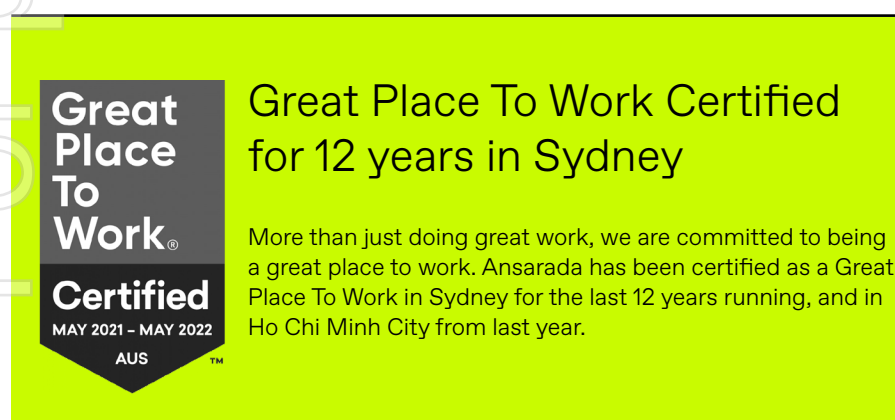 Great
Place
To
Work®
Certified
MAY 2021 – MAY 2022
AUS
™
Great Place To Work Certified
for 12 years in Sydney
More than just doing great work, we are committed to being
a great place to work. Ansarada has been certified as a Great
Place To Work in Sydney for the last 12 years running, and in
Ho Chi Minh City from last year.